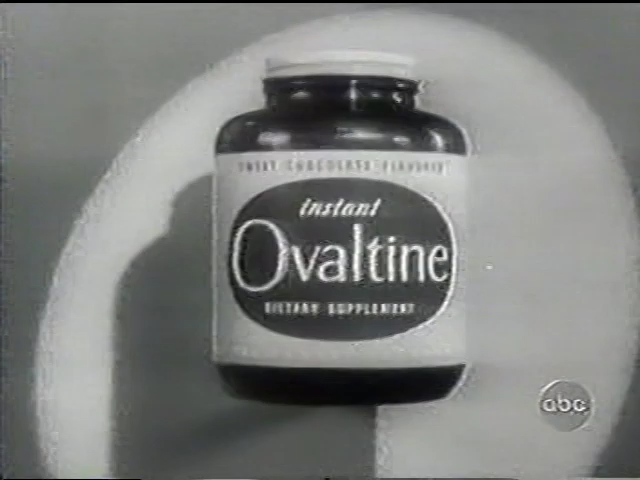 SWEET CHOCOLATE FLAVORED
instant
Ovaltine
DIETARY SUPPLEMENT
abc